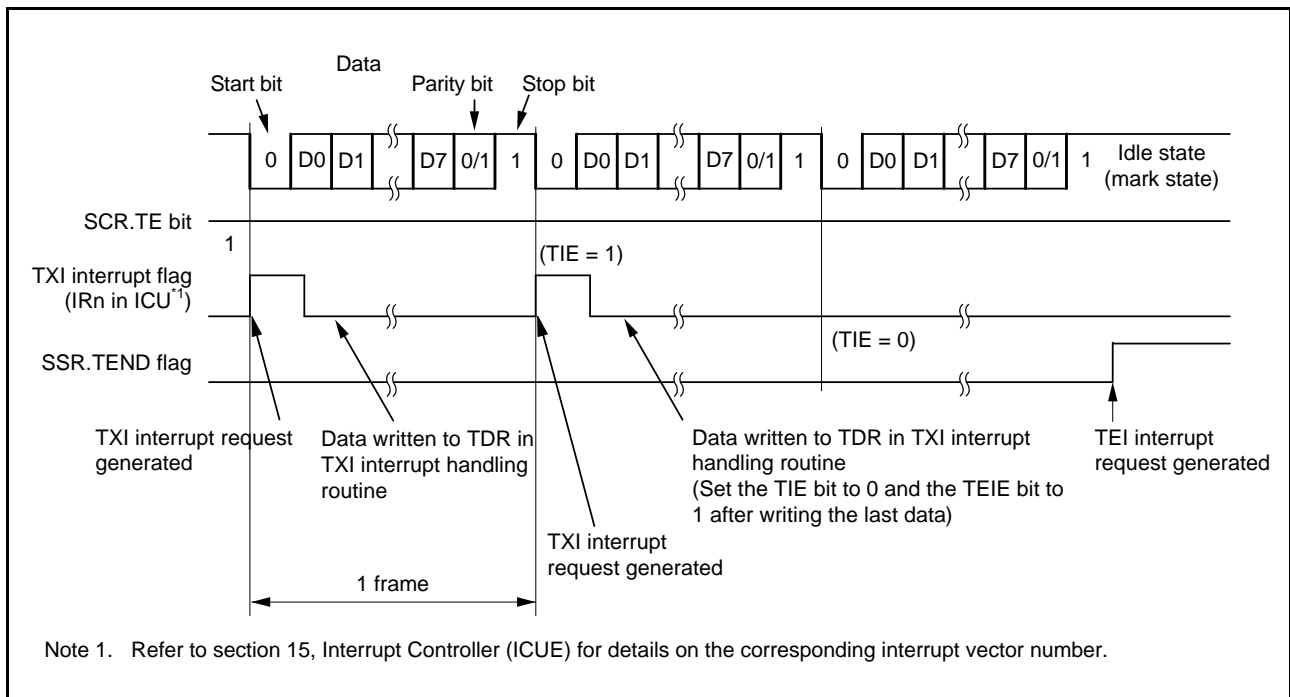 Data
Start bit
Parity bit
Stop bit
0 D0 D1 D7 0/1 1 0 D0 D1 D7 0/1 1 0 D0 D1 D7 0/1 1 Idle state
(mark state)
SCR.TE bit
1
(TIE = 1)
TXI interrupt flag
(IRn in ICU*1)
(TIE = 0)
SSR.TEND flag
TXI interrupt request
generated
Data written to TDR in
TXI interrupt handling
routine
Data written to TDR in TXI interrupt
handling routine
(Set the TIE bit to 0 and the TEIE bit to
1 after writing the last data)
TEI interrupt
request generated
TXI interrupt
request generated
1 frame
Note 1. Refer to section 15, Interrupt Controller (ICUE) for details on the corresponding interrupt vector number.